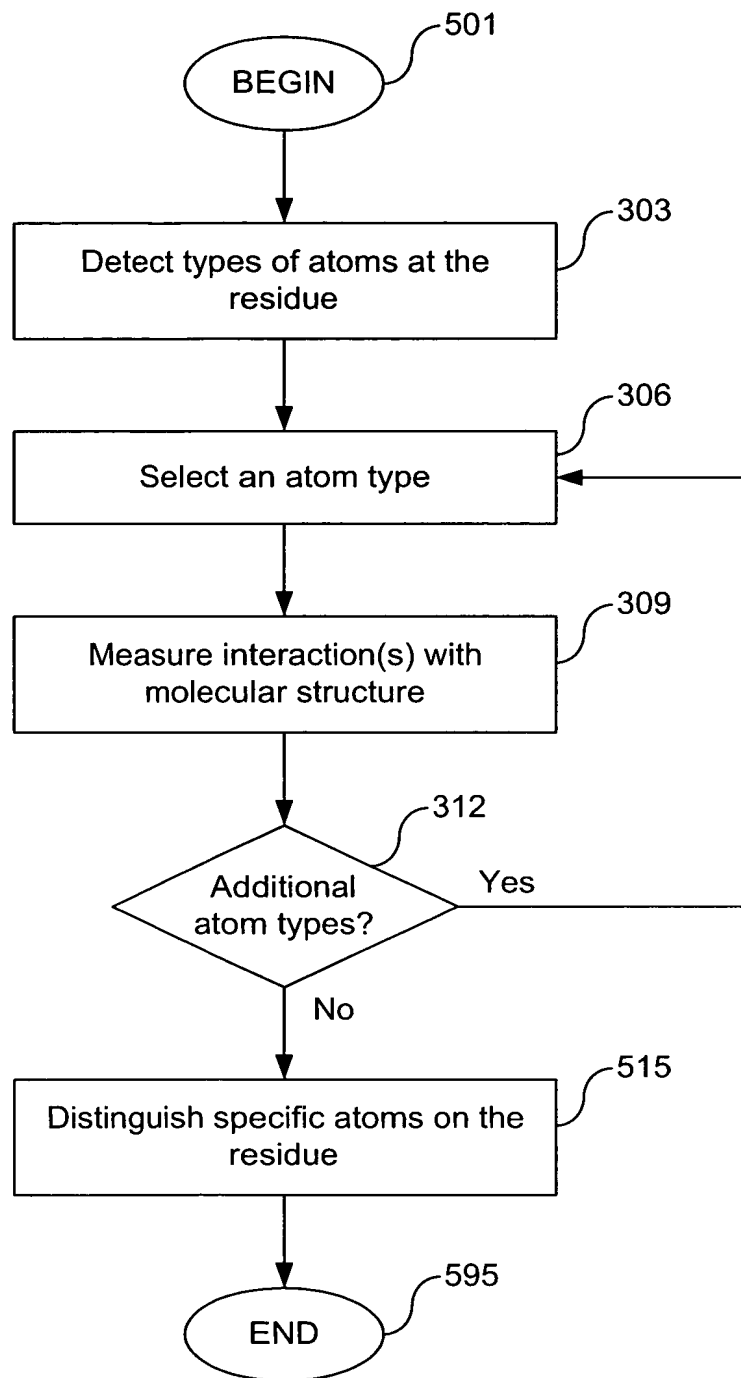 501
BEGIN
303
Detect types of atoms at the
residue
306
Select an atom type
309
Measure interaction(s) with
molecular structure
312
Additional
atom types?
Yes
No
515
Distinguish specific atoms on the
residue
595
END